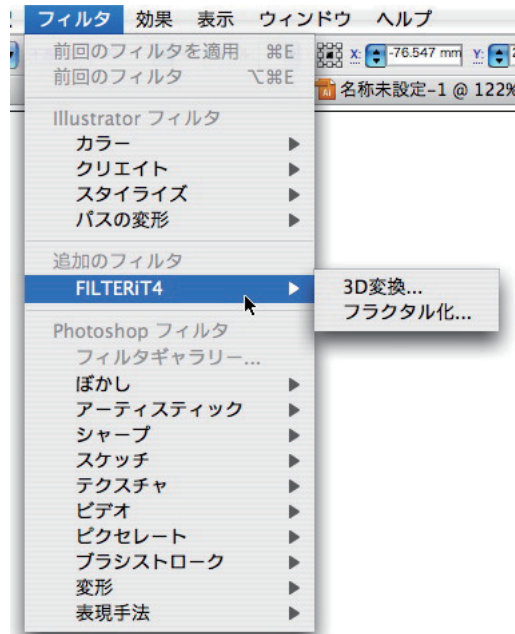 フィルタ 効果 表示 ウィンドウ ヘルプ
前回のフィルタを適用 ⌘E
前回のフィルタ ⌥⌘E
X: -76.547 mm Y:
名称未設定-1 @ 122%
Illustrator フィルタ
カラー
クリエイト
スタイライズ
パスの変形
追加のフィルタ
FILTERiT4
3D変換...
フラクタル化...
Photoshop フィルタ
フィルタギャラリー...
ぼかし
アーティスティック
シャープ
スケッチ
テクスチャ
ビデオ
ピクセレート
ブラシストローク
変形
表現手法